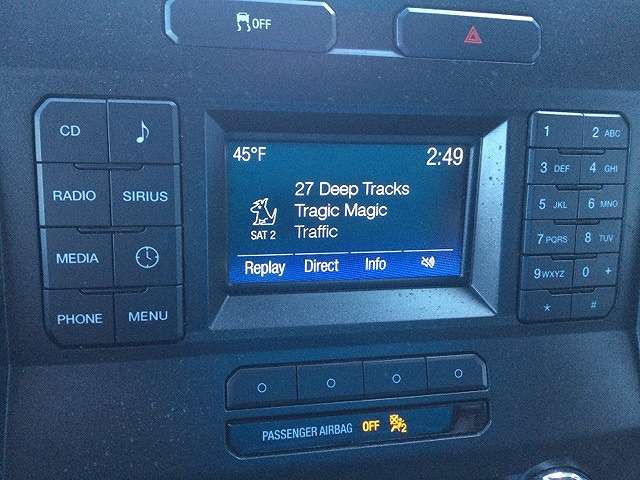 OFF
CD
RADIO SIRIUS
MEDIA
PHONE MENU
45°F 2:49
27 Deep Tracks
Tragic Magic
SAT 2 Traffic
Replay Direct Info
1 2 ABC
3 DEF 4 GHI
5 JKL 6 MNO
7 PQRS 8 TUV
9 WXYZ 0 +
* #
PASSENGER AIRBAG OFF 2